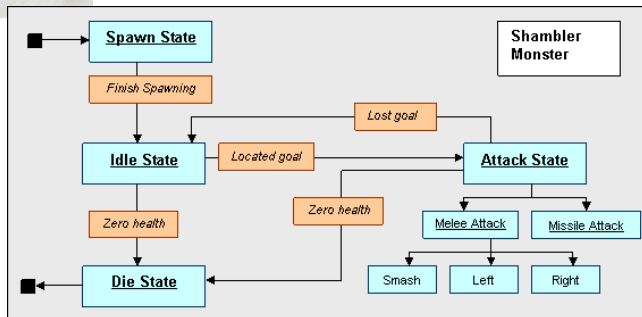 Spawn State
Shambler
Monster
Finish Spawning
Lost goal
Idle State
Located goal
Attack State
Zero health
Zero health
Melee Attack
Missile Attack
Smash
Left
Right
Die State